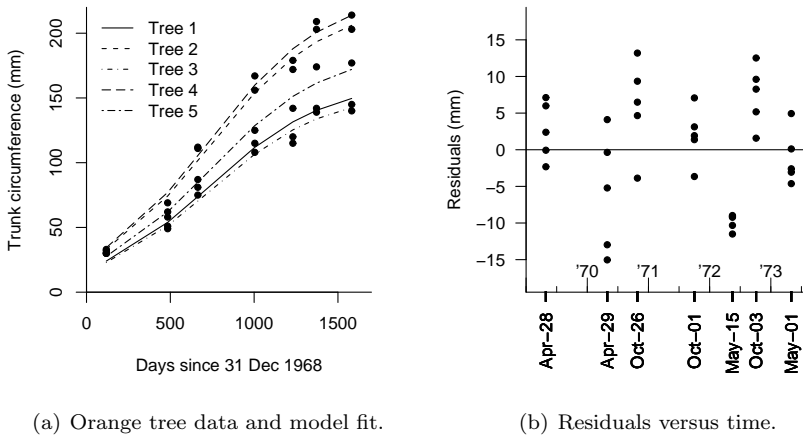 Trunk circumference (mm)
0
50
100
150
200
Tree 1
Tree 2
Tree 3
Tree 4
Tree 5
0
500
1000
1500
Days since 31 Dec 1968
(a) Orange tree data and model fit.
Residuals (mm)
15
10
5
0
−5
−10
−15
'70
'71
'72
'73
Apr−28
Apr−29
Oct−26
Oct−01
May−15
Oct−03
May−01
(b) Residuals versus time.